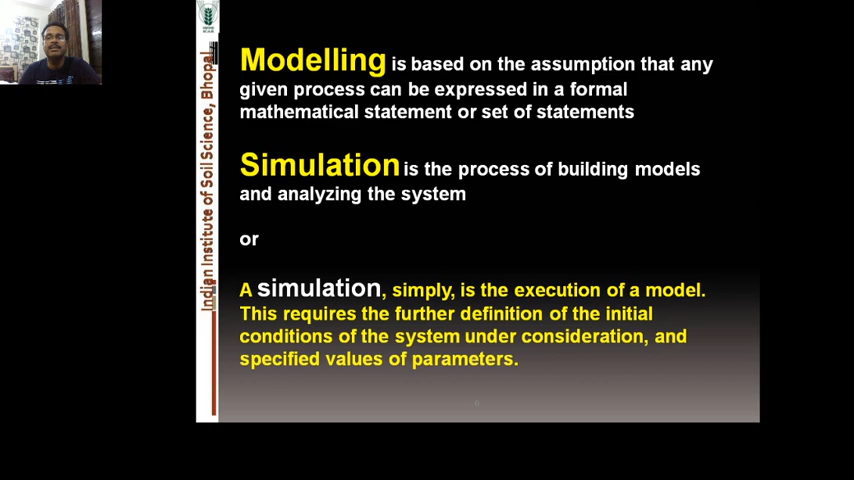 Indian Institute of Soil Science, Bhopal
Modelling is based on the assumption that any
given process can be expressed in a formal
mathematical statement or set of statements
Simulation is the process of building models
and analyzing the system
or
A simulation, simply, is the execution of a model.
This requires the further definition of the initial
conditions of the system under consideration, and
specified values of parameters.